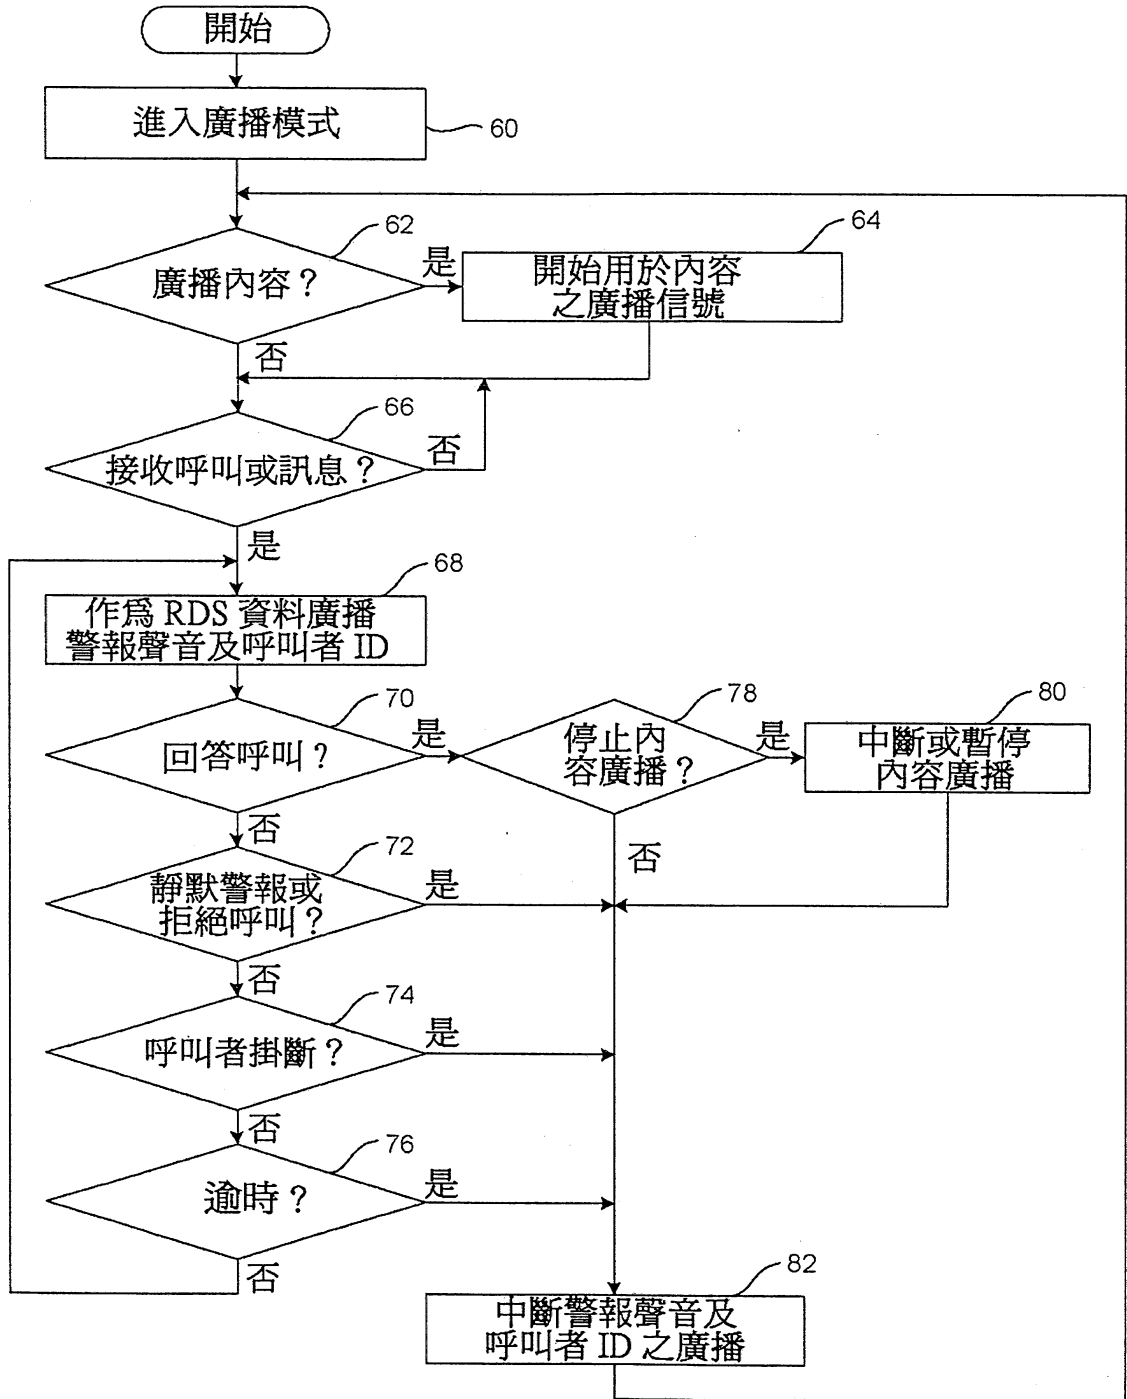 開始
進入廣播模式
60
62
廣播內容？
是
64
開始用於內容
之廣播信號
否
66
接收呼叫或訊息？
否
是
68
作爲 RDS 資料廣播
警報聲音及呼叫者 ID
70
回答呼叫？
是
78
停止內
容廣播？
是
80
中斷或暫停
內容廣播
否
否
72
靜默警報或
拒絕呼叫？
是
否
74
呼叫者掛斷？
是
否
76
逾時？
是
否
82
中斷警報聲音及
呼叫者 ID 之廣播